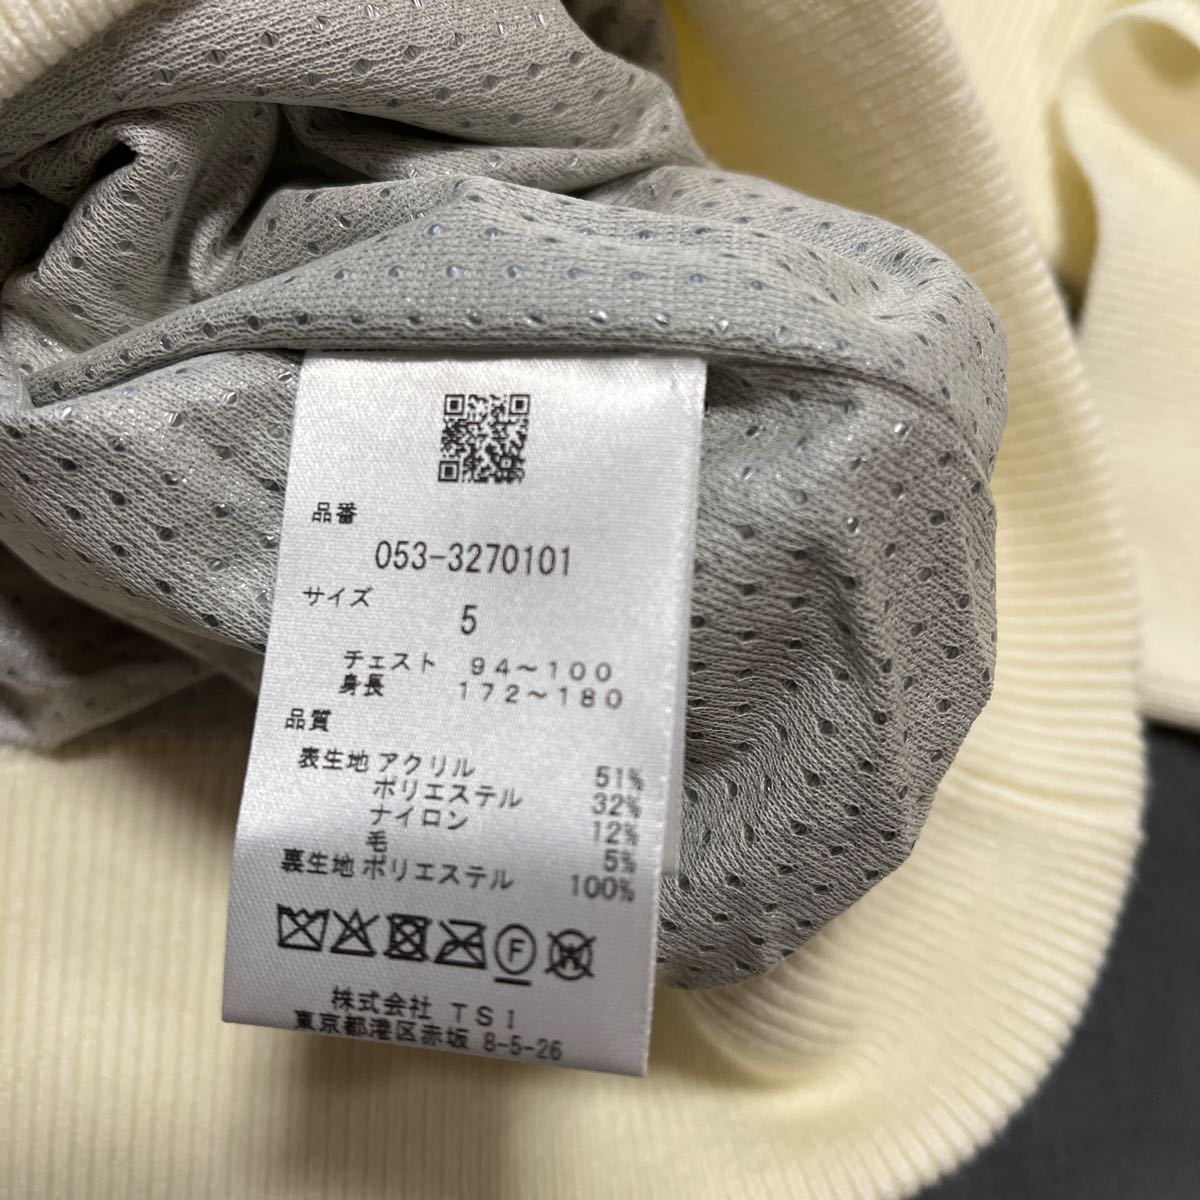 品番
053-3270101
サイズ
5
チェスト 94～100
身長 172～180
品質
表生地 アクリル 51%
ポリエステル 32%
ナイロン 12%
毛 5%
裏生地 ポリエステル 100%
F
W
株式会社 TSI
東京都港区赤坂 8-5-26